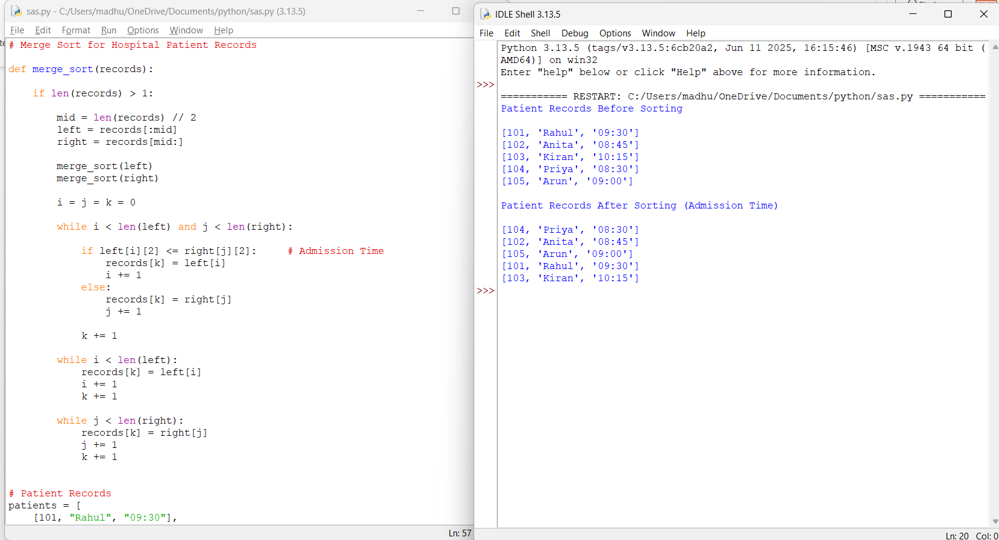 sas.py - C:/Users/madhu/OneDrive/Documents/python/sas.py (3.13.5)
File Edit Format Run Options Window Help
# Merge Sort for Hospital Patient Records
def merge_sort(records):
    if len(records) > 1:
        mid = len(records) // 2
        left = records[:mid]
        right = records[mid:]
        merge_sort(left)
        merge_sort(right)
        i = j = k = 0
        while i < len(left) and j < len(right):
            if left[i][2] <= right[j][2]:     # Admission Time
                records[k] = left[i]
                i += 1
            else:
                records[k] = right[j]
                j += 1
            k += 1
        while i < len(left):
            records[k] = left[i]
            i += 1
            k += 1
        while j < len(right):
            records[k] = right[j]
            j += 1
            k += 1
# Patient Records
patients = [
    [101, "Rahul", "09:30"],
Ln: 57
IDLE Shell 3.13.5
File Edit Shell Debug Options Window Help
Python 3.13.5 (tags/v3.13.5:6cb20a2, Jun 11 2025, 16:15:46) [MSC v.1943 64 bit (
AMD64)] on win32
Enter "help" below or click "Help" above for more information.
>>>
=========== RESTART: C:/Users/madhu/OneDrive/Documents/python/sas.py ===========
Patient Records Before Sorting
[101, 'Rahul', '09:30']
[102, 'Anita', '08:45']
[103, 'Kiran', '10:15']
[104, 'Priya', '08:30']
[105, 'Arun', '09:00']
Patient Records After Sorting (Admission Time)
[104, 'Priya', '08:30']
[102, 'Anita', '08:45']
[105, 'Arun', '09:00']
[101, 'Rahul', '09:30']
[103, 'Kiran', '10:15']
>>>
Ln: 20 Col: 0